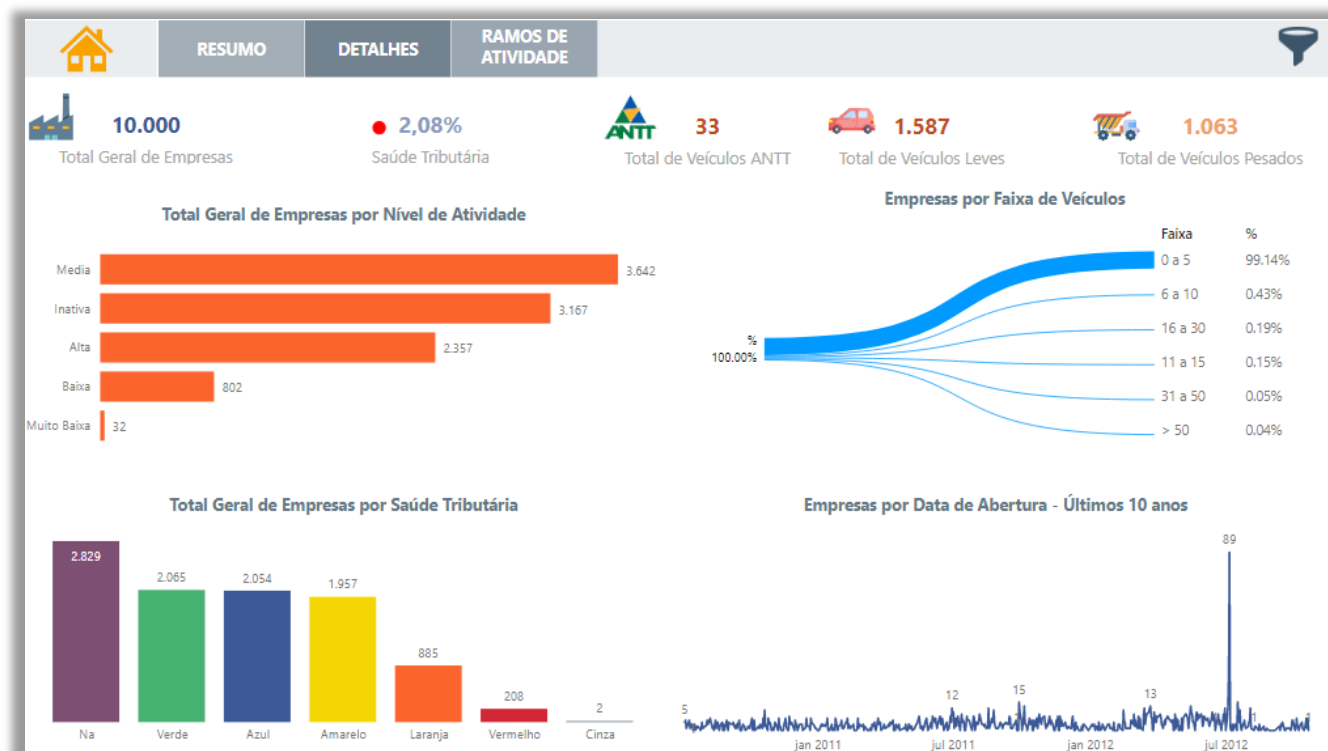 RESUMO
DETALHES
RAMOS DE
ATIVIDADE
10.000
Total Geral de Empresas
2,08%
Saúde Tributária
ANTT
33
Total de Veículos ANTT
1.587
Total de Veículos Leves
1.063
Total de Veículos Pesados
Total Geral de Empresas por Nível de Atividade
Media 3.642
Inativa 3.167
Alta 2.357
Baixa 802
Muito Baixa 32
Empresas por Faixa de Veículos
Faixa %
%
100.00%
0 a 5 99.14%
6 a 10 0.43%
16 a 30 0.19%
11 a 15 0.15%
31 a 50 0.05%
> 50 0.04%
Total Geral de Empresas por Saúde Tributária
2.829 2.065 2.054 1.957 885 208 2
Na Verde Azul Amarelo Laranja Vermelho Cinza
Empresas por Data de Abertura - Últimos 10 anos
89
5 12 15 13 1 1
jan 2011 jul 2011 jan 2012 jul 2012